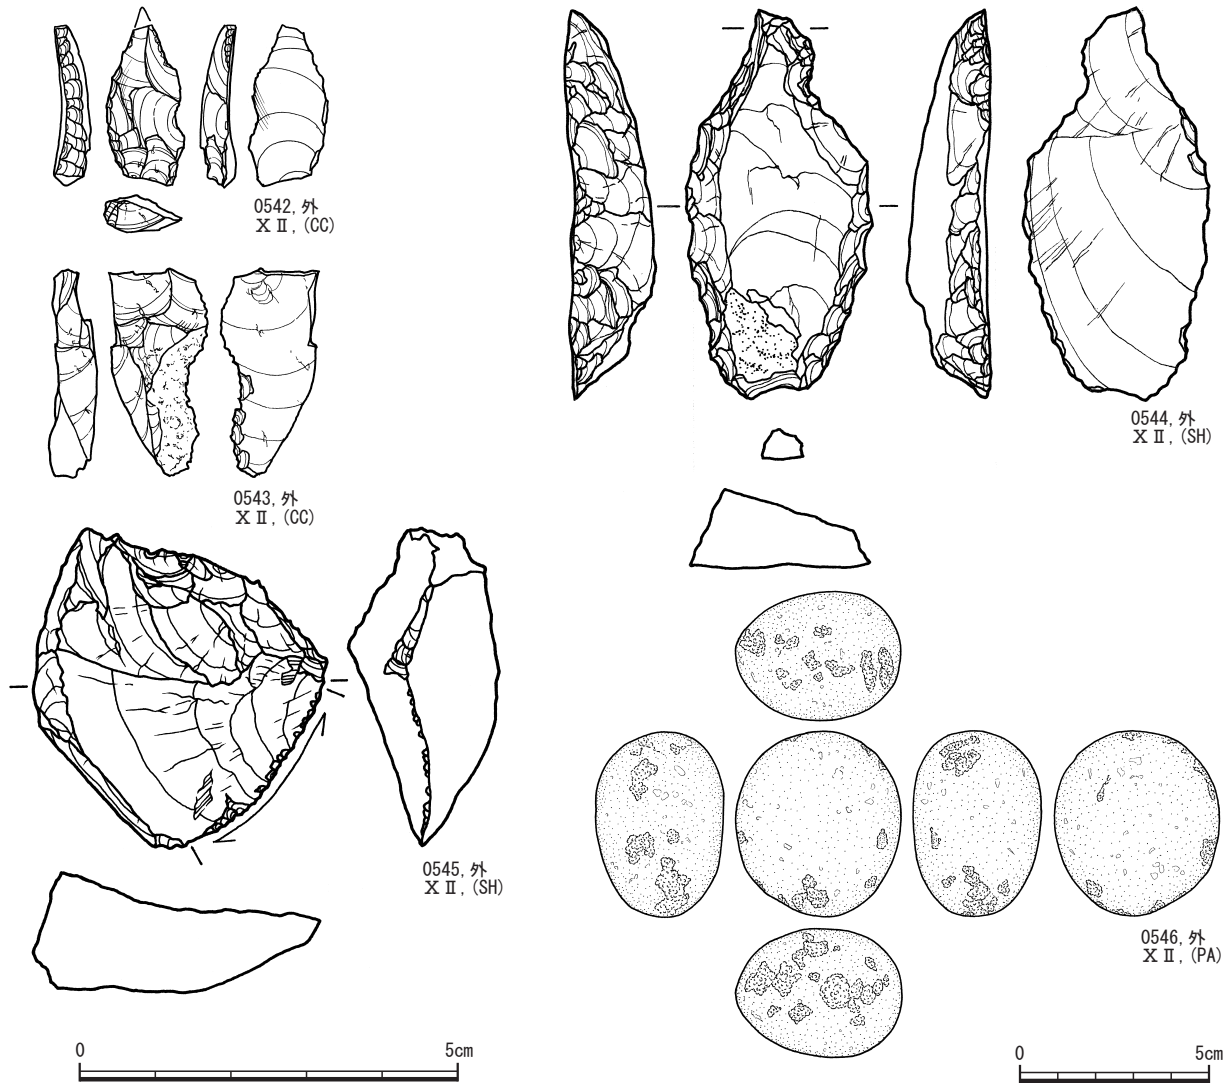 0542, 外
ⅩⅡ, (CC)
0543, 外
ⅩⅡ, (CC)
0544, 外
ⅩⅡ, (SH)
0545, 外
ⅩⅡ, (SH)
0546, 外
ⅩⅡ, (PA)
0 5cm
0 5cm